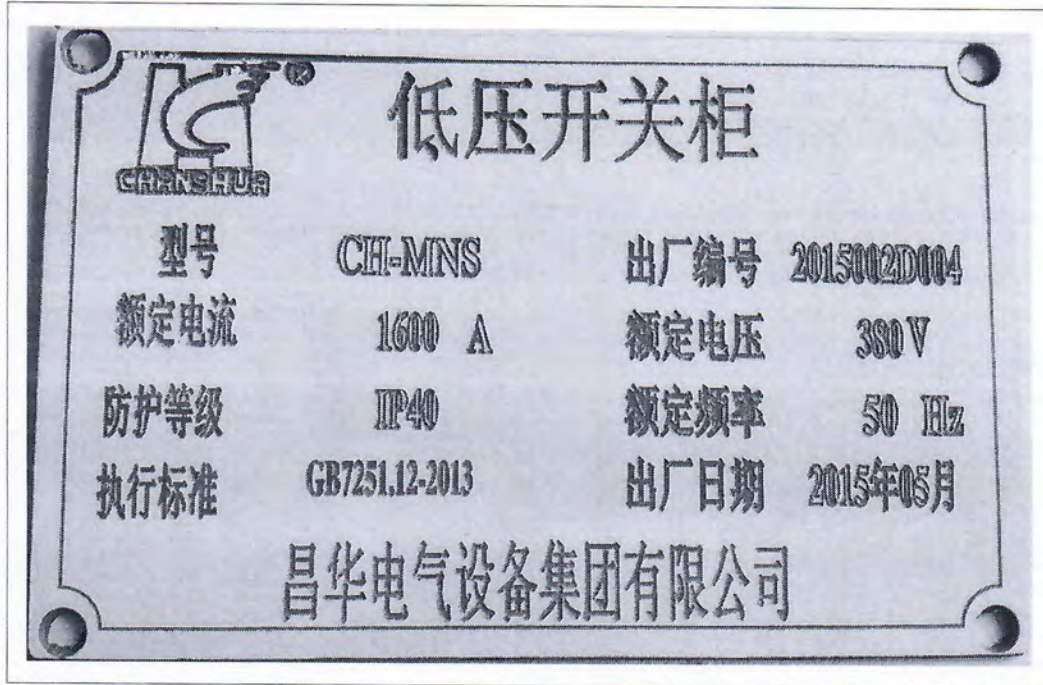 低压开关柜
CHANGHUA
型号 CH-MNS 出厂编号 2015002D004
额定电流 1600 A 额定电压 380V
防护等级 IP40 额定频率 50 Hz
执行标准 GB7251.12-2013 出厂日期 2015年05月
昌华电气设备集团有限公司